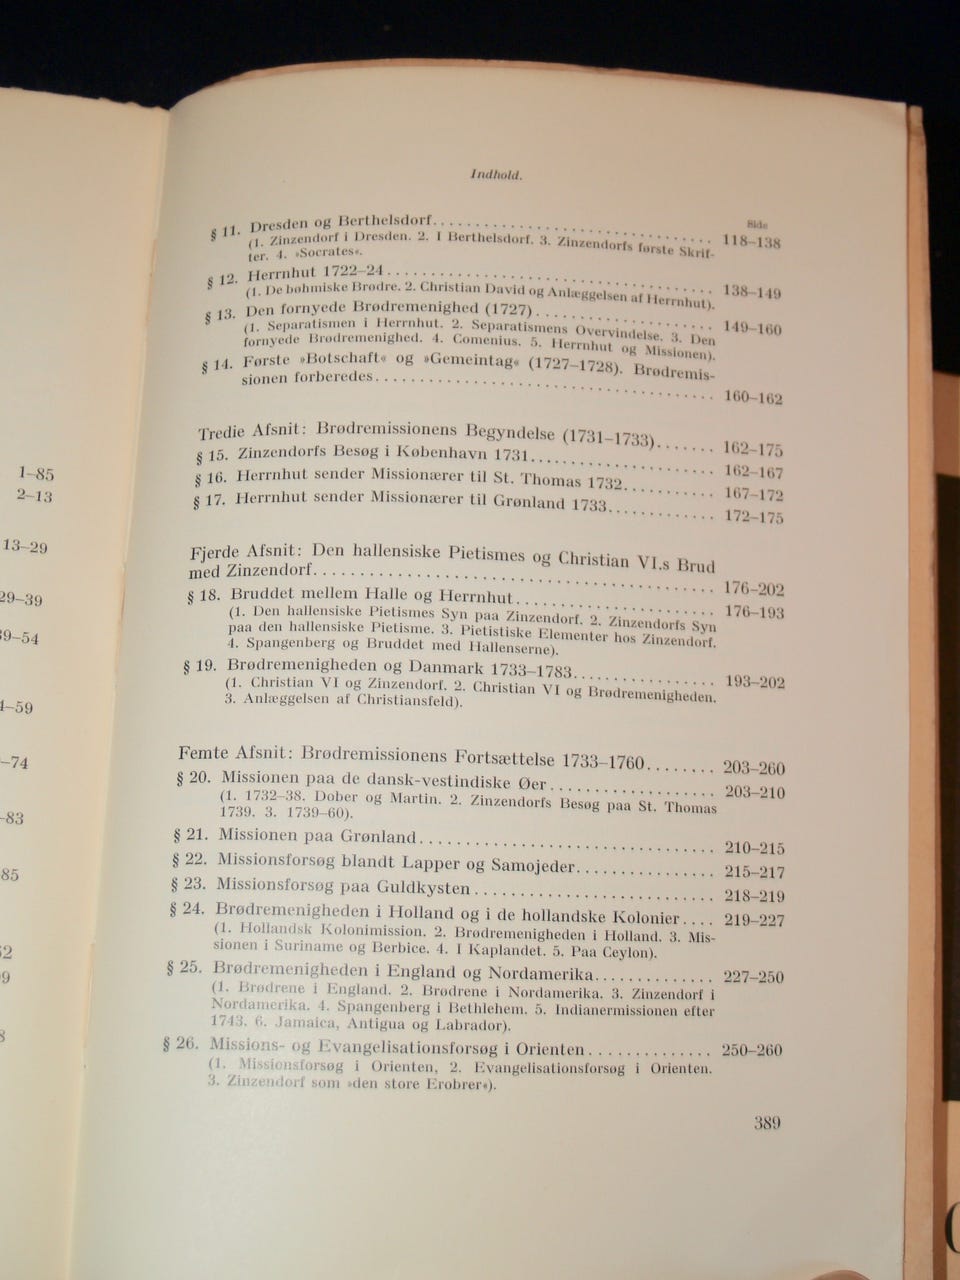 Indhold.
Side
§ 11. Dresden og Berthelsdorf........ 118–138
(1. Zinzendorf i Dresden. 2. I Berthelsdorf. 3. Zinzendorfs første Skrif-
ter. 4. »Socrates«.
§ 12. Herrnhut 1722–24........ 138–149
(1. De bøhmiske Brødre. 2. Christian David og Anlæggelsen af Herrnhut).
§ 13. Den fornyede Brødremenighed (1727)........ 149–160
(1. Separatismen i Herrnhut. 2. Separatismens Overvindelse. 3. Den
fornyede Brødremenighed. 4. Comenius. 5. Herrnhut og Missionen).
§ 14. Første »Botschaft« og »Gemeintag« (1727–1728). Brødremis-
sionen forberedes........ 160–162
Tredie Afsnit: Brødremissionens Begyndelse (1731–1733)........ 162–175
§ 15. Zinzendorfs Besøg i København 1731........ 162–167
§ 16. Herrnhut sender Missionærer til St. Thomas 1732........ 167–172
§ 17. Herrnhut sender Missionærer til Grønland 1733........ 172–175
Fjerde Afsnit: Den hallensiske Pietismes og Christian VI.s Brud
med Zinzendorf........ 176–202
§ 18. Bruddet mellem Halle og Herrnhut........ 176–193
(1. Den hallensiske Pietismes Syn paa Zinzendorf. 2. Zinzendorfs Syn
paa den hallensiske Pietisme. 3. Pietistiske Elementer hos Zinzendorf.
4. Spangenberg og Bruddet med Hallenserne).
§ 19. Brødremenigheden og Danmark 1733–1783........ 193–202
(1. Christian VI og Zinzendorf. 2. Christian VI og Brødremenigheden.
3. Anlæggelsen af Christiansfeld).
Femte Afsnit: Brødremissionens Fortsættelse 1733–1760........ 203–260
§ 20. Missionen paa de dansk-vestindiske Øer........ 203–210
(1. 1732–38. Dober og Martin. 2. Zinzendorfs Besøg paa St. Thomas
1739. 3. 1739–60).
§ 21. Missionen paa Grønland........ 210–215
§ 22. Missionsforsøg blandt Lapper og Samojeder........ 215–217
§ 23. Missionsforsøg paa Guldkysten........ 218–219
§ 24. Brødremenigheden i Holland og i de hollandske Kolonier.... 219–227
(1. Hollandsk Kolonimission. 2. Brødremenigheden i Holland. 3. Mis-
sionen i Suriname og Berbice. 4. I Kaplandet. 5. Paa Ceylon).
§ 25. Brødremenigheden i England og Nordamerika........ 227–250
(1. Brødrene i England. 2. Brødrene i Nordamerika. 3. Zinzendorf i
Nordamerika. 4. Spangenberg i Bethlehem. 5. Indianermissionen efter
1743. 6. Jamaica, Antigua og Labrador).
§ 26. Missions- og Evangelisationsforsøg i Orienten........ 250–260
(1. Missionsforsøg i Orienten, 2. Evangelisationsforsøg i Orienten.
3. Zinzendorf som »den store Erobrer«).
389
1–85
2–13
13–29
29–39
39–54
–59
–74
–83
85